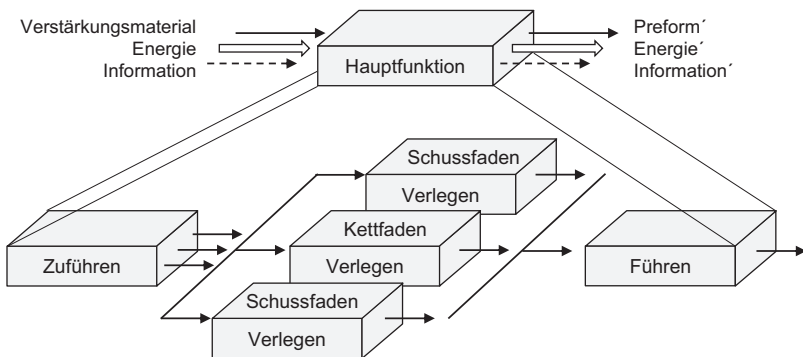 Verstärkungsmaterial
Energie
Information
Hauptfunktion
Preform´
Energie´
Information´
Schussfaden
Verlegen
Kettfaden
Verlegen
Zuführen
Führen
Schussfaden
Verlegen